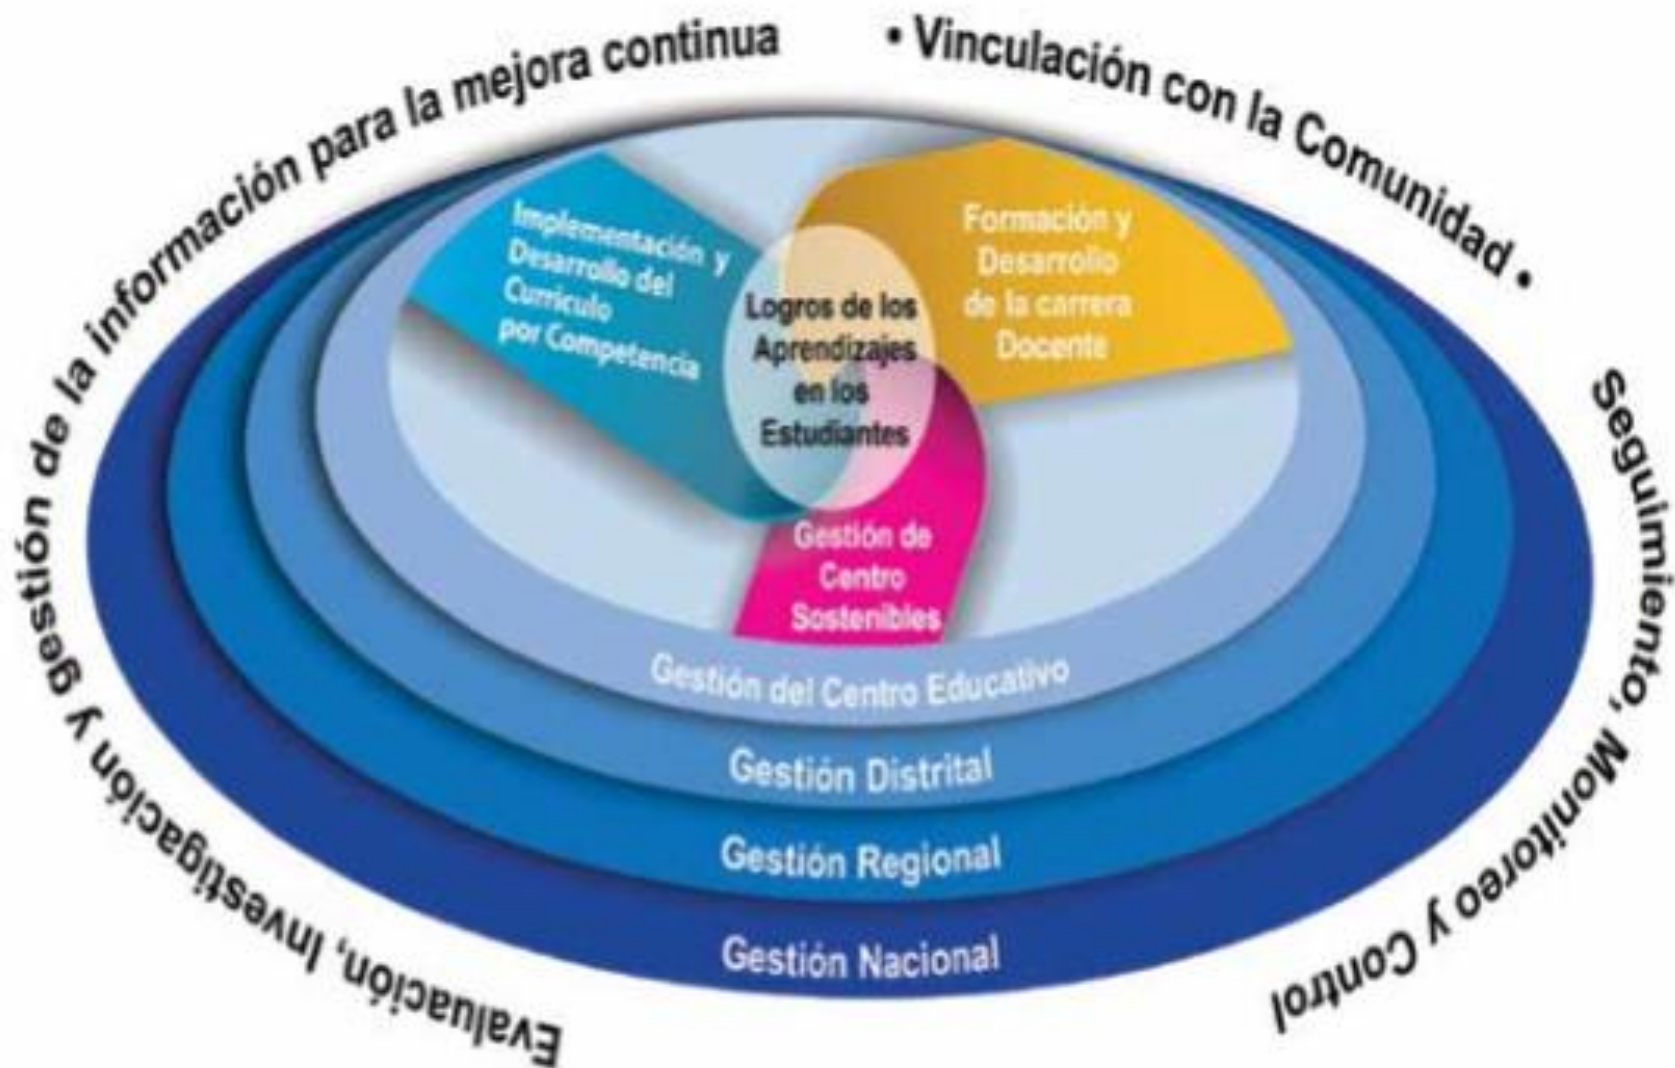 Evaluación, Investigación y gestión de la información para la mejora continua
• Vinculación con la Comunidad •
Seguimiento, Monitoreo y Control
Implementación y
Desarrollo del
Currículo
por Competencia
Formación y
Desarrollo
de la carrera
Docente
Logros de los
Aprendizajes
en los
Estudiantes
Gestión de
Centro
Sostenibles
Gestión del Centro Educativo
Gestión Distrital
Gestión Regional
Gestión Nacional